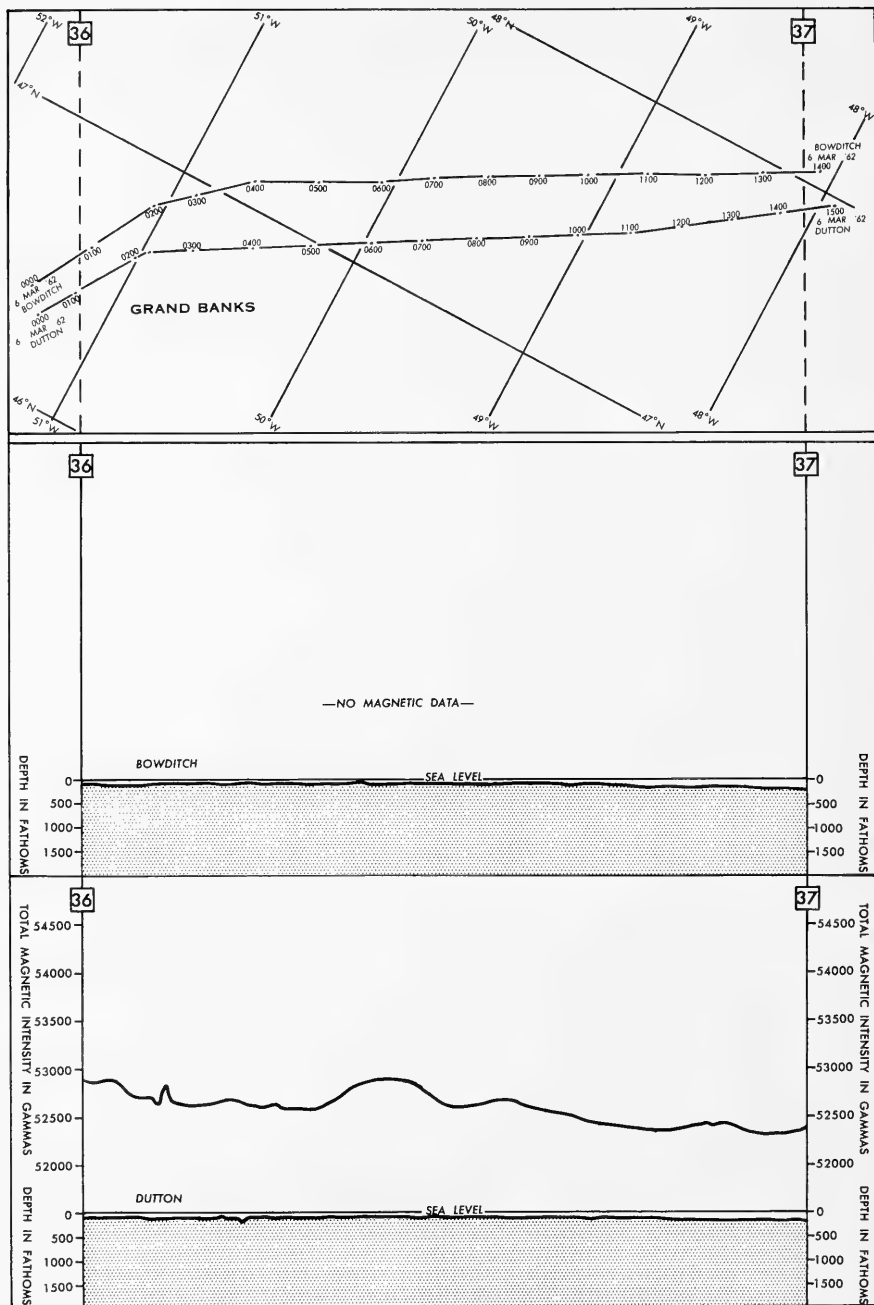 52°W
36
51°W
50°W
48°N
49°W
37
47°N
48°W
BOWDITCH
6 MAR '62
1400
0000
6 MAR '62
BOWDITCH
0100
0200
0300
0400
0500
0600
0700
0800
0900
1000
1100
1200
1300
0000
6 MAR '62
DUTTON
0100
0200
0300
0400
0500
0600
0700
0800
0900
1000
1100
1200
1300
1400
1500
6 MAR '62
DUTTON
GRAND BANKS
46°N
51°W
50°W
49°W
47°N
48°W
36
37
—NO MAGNETIC DATA—
BOWDITCH
SEA LEVEL
DEPTH IN FATHOMS
0
500
1000
1500
0
500
1000
1500
DEPTH IN FATHOMS
36
37
TOTAL MAGNETIC INTENSITY IN GAMMAS
54500
54000
53500
53000
52500
52000
54500
54000
53500
53000
52500
52000
TOTAL MAGNETIC INTENSITY IN GAMMAS
DUTTON
SEA LEVEL
DEPTH IN FATHOMS
0
500
1000
1500
0
500
1000
1500
DEPTH IN FATHOMS